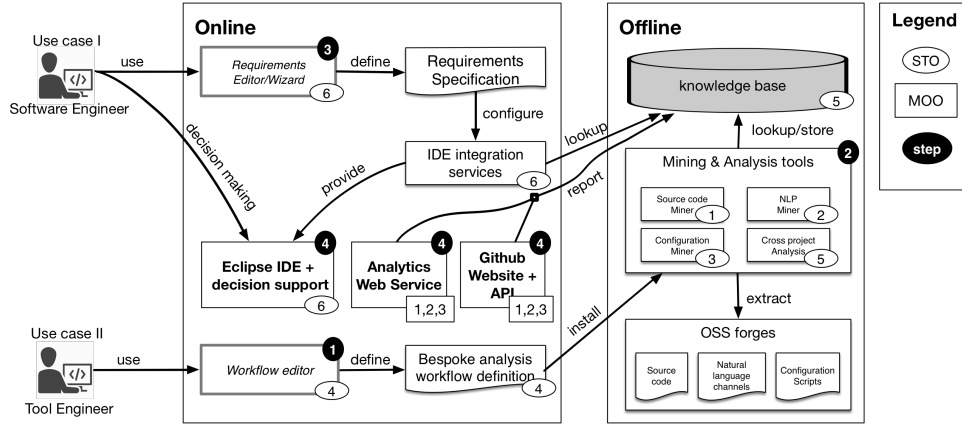 Online
Offline
Legend
STO
MOO
step
Use case I
Software Engineer
use
decision making
3
Requirements
Editor/Wizard
6
define
Requirements
Specification
configure
IDE integration
services
6
lookup
report
provide
4
Eclipse IDE +
decision support
6
4
Analytics
Web Service
1,2,3
4
Github
Website +
API
1,2,3
Use case II
Tool Engineer
use
1
Workflow editor
4
define
Bespoke analysis
workflow definition
4
install
knowledge base
5
lookup/store
2
Mining & Analysis tools
Source code
Miner
1
NLP
Miner
2
Configuration
Miner
3
Cross project
Analysis
5
extract
OSS forges
Source
code
Natural
language
channels
Configuration
Scripts